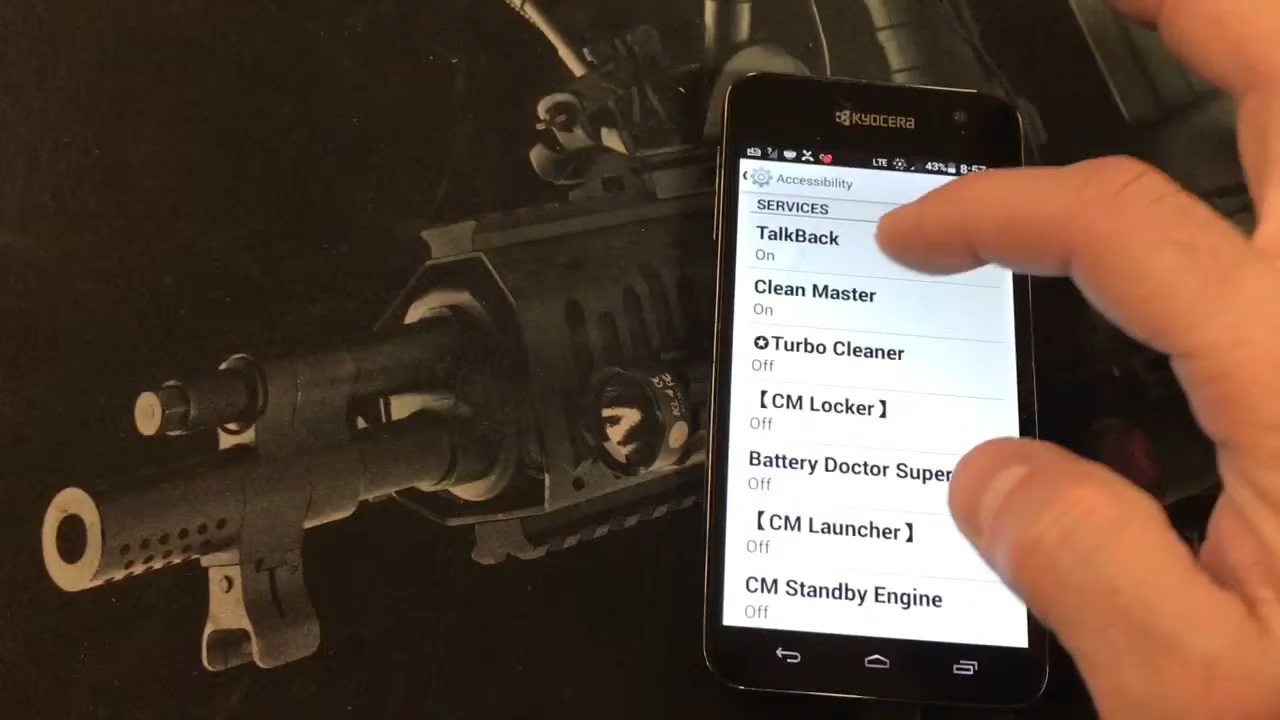 KYOCERA
LTE 43% 8:57
Accessibility
SERVICES
TalkBack
On
Clean Master
On
Turbo Cleaner
Off
【CM Locker】
Off
Battery Doctor Super
Off
【CM Launcher】
Off
CM Standby Engine
Off